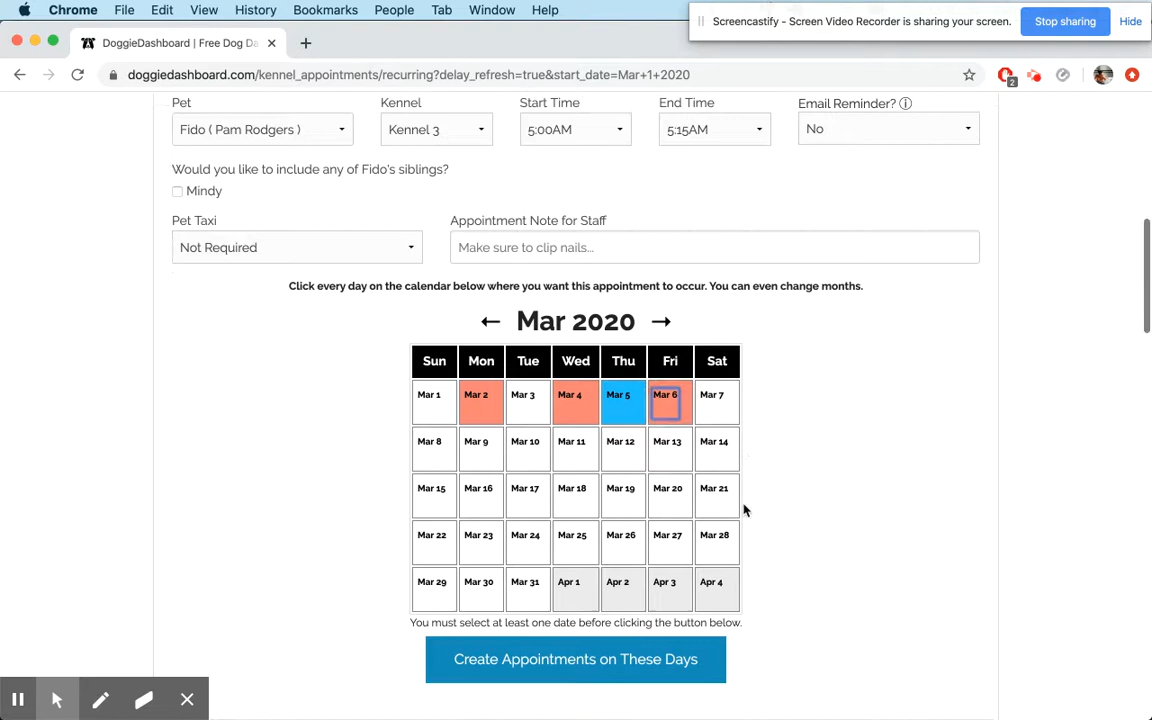 Chrome File Edit View History Bookmarks People Tab Window Help
Screencastify - Screen Video Recorder is sharing your screen. Stop sharing Hide
DoggieDashboard | Free Dog Da
doggiedashboard.com/kennel_appointments/recurring?delay_refresh=true&start_date=Mar+1+2020
2
Pet Kennel Start Time End Time Email Reminder?
Fido ( Pam Rodgers ) Kennel 3 5:00AM 5:15AM No
Would you like to include any of Fido's siblings?
Mindy
Pet Taxi Appointment Note for Staff
Not Required Make sure to clip nails...
Click every day on the calendar below where you want this appointment to occur. You can even change months.
← Mar 2020 →
Sun Mon Tue Wed Thu Fri Sat
Mar 1 Mar 2 Mar 3 Mar 4 Mar 5 Mar 6 Mar 7
Mar 8 Mar 9 Mar 10 Mar 11 Mar 12 Mar 13 Mar 14
Mar 15 Mar 16 Mar 17 Mar 18 Mar 19 Mar 20 Mar 21
Mar 22 Mar 23 Mar 24 Mar 25 Mar 26 Mar 27 Mar 28
Mar 29 Mar 30 Mar 31 Apr 1 Apr 2 Apr 3 Apr 4
You must select at least one date before clicking the button below.
Create Appointments on These Days